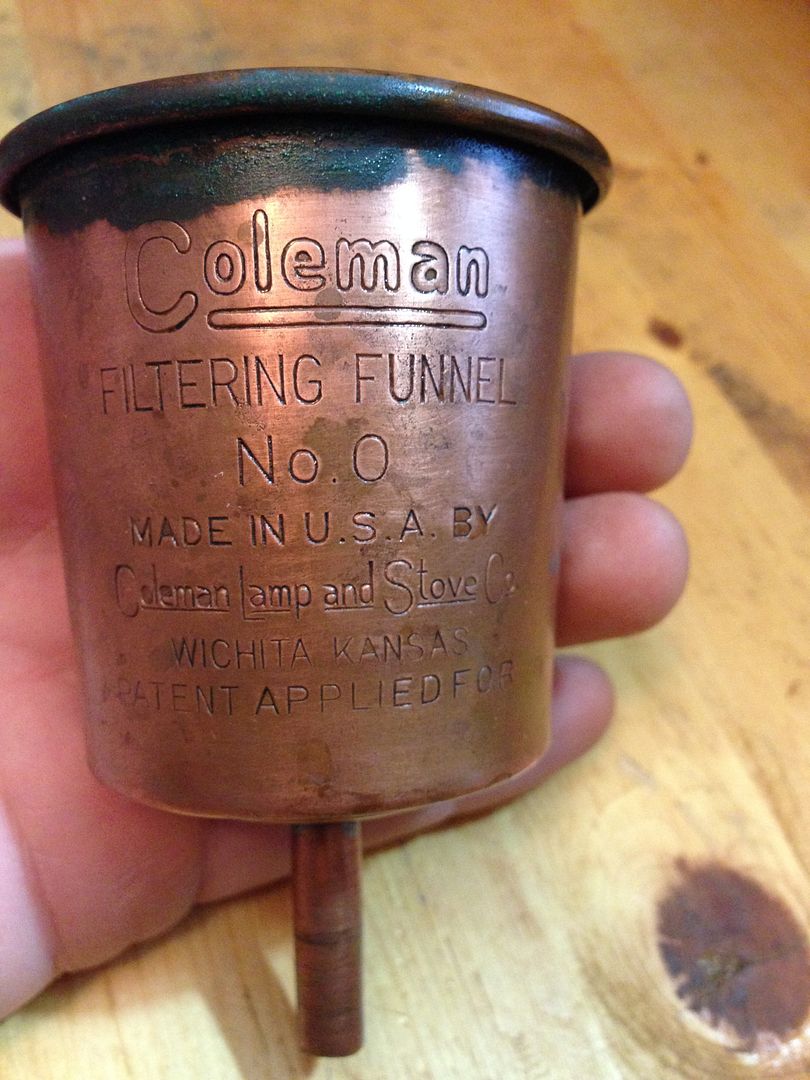 Coleman
FILTERING FUNNEL
No. 0
MADE IN U.S.A. BY
Coleman Lamp and Stove Co.
WICHITA KANSAS
PATENT APPLIED FOR